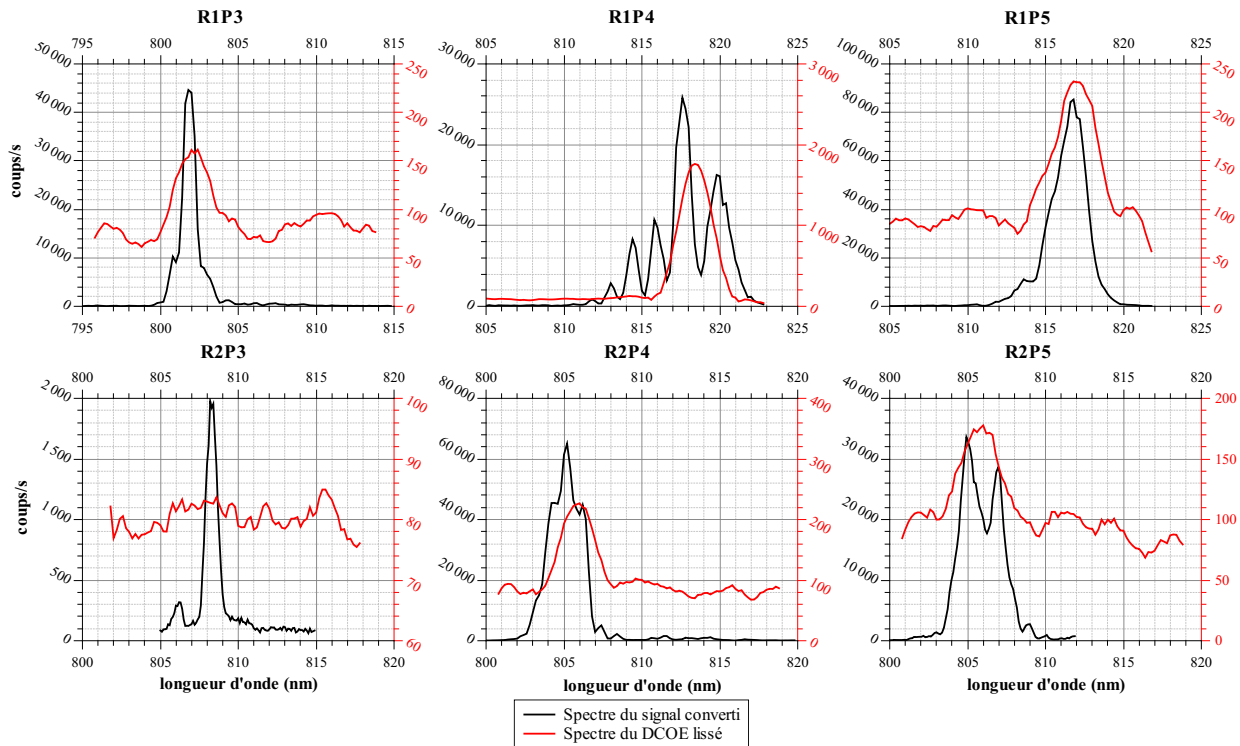 R1P3 R1P4 R1P5
795 800 805 810 815 805 810 815 820 825 805 810 815 820 825
50 000 250 30 000 3 000 100 000 250
40 000 200 80 000 200
30 000 150 20 000 2 000 60 000 150
20 000 100 10 000 1 000 40 000 100
10 000 50 20 000 50
0 0 0 0 0 0
coups/s
795 800 805 810 815 805 810 815 820 825 805 810 815 820 825
R2P3 R2P4 R2P5
800 805 810 815 820 800 805 810 815 820 800 805 810 815 820
2 000 100 80 000 400 40 000 200
1 500 90 60 000 300 30 000 150
1 000 80 40 000 200 20 000 100
500 70 20 000 100 10 000 50
0 60 0 0 0 0
coups/s
800 805 810 815 820 800 805 810 815 820 800 805 810 815 820
longueur d'onde (nm) longueur d'onde (nm) longueur d'onde (nm)
Spectre du signal converti
Spectre du DCOE lissé